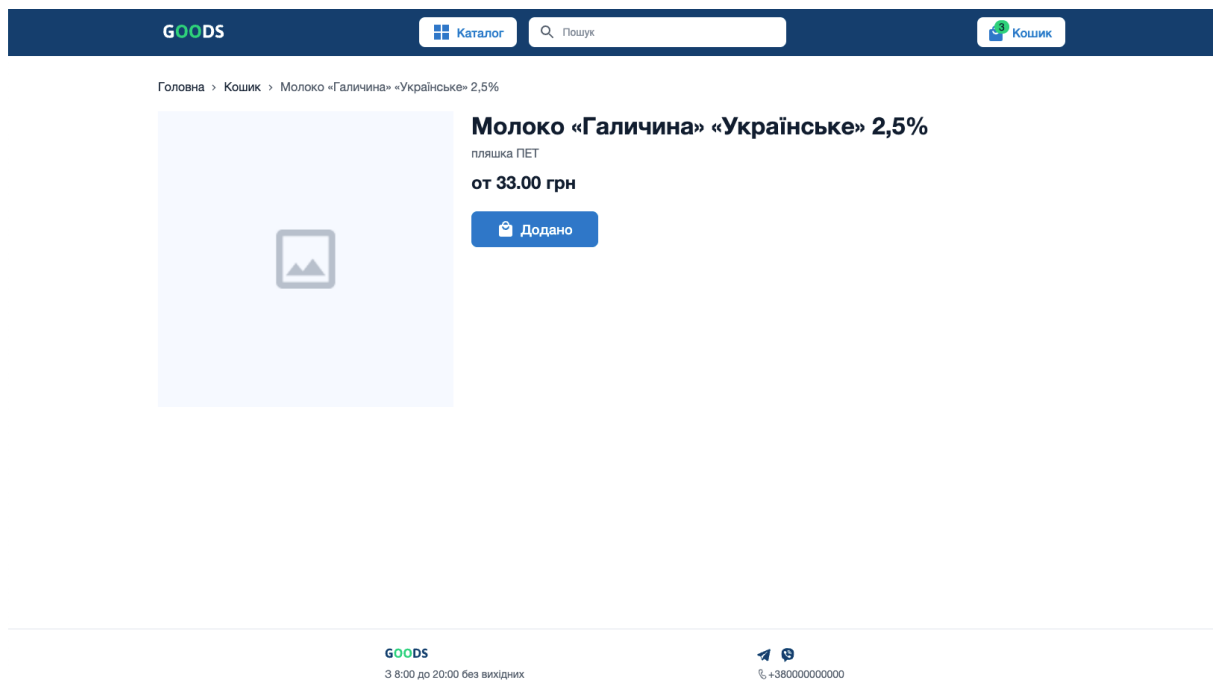 GOODS
Каталог
Пошук
3
Кошик
Головна > Кошик > Молоко «Галичина» «Українське» 2,5%
Молоко «Галичина» «Українське» 2,5%
пляшка ПЕТ
от 33.00 грн
Додано
GOODS
З 8:00 до 20:00 без вихідних
+380000000000